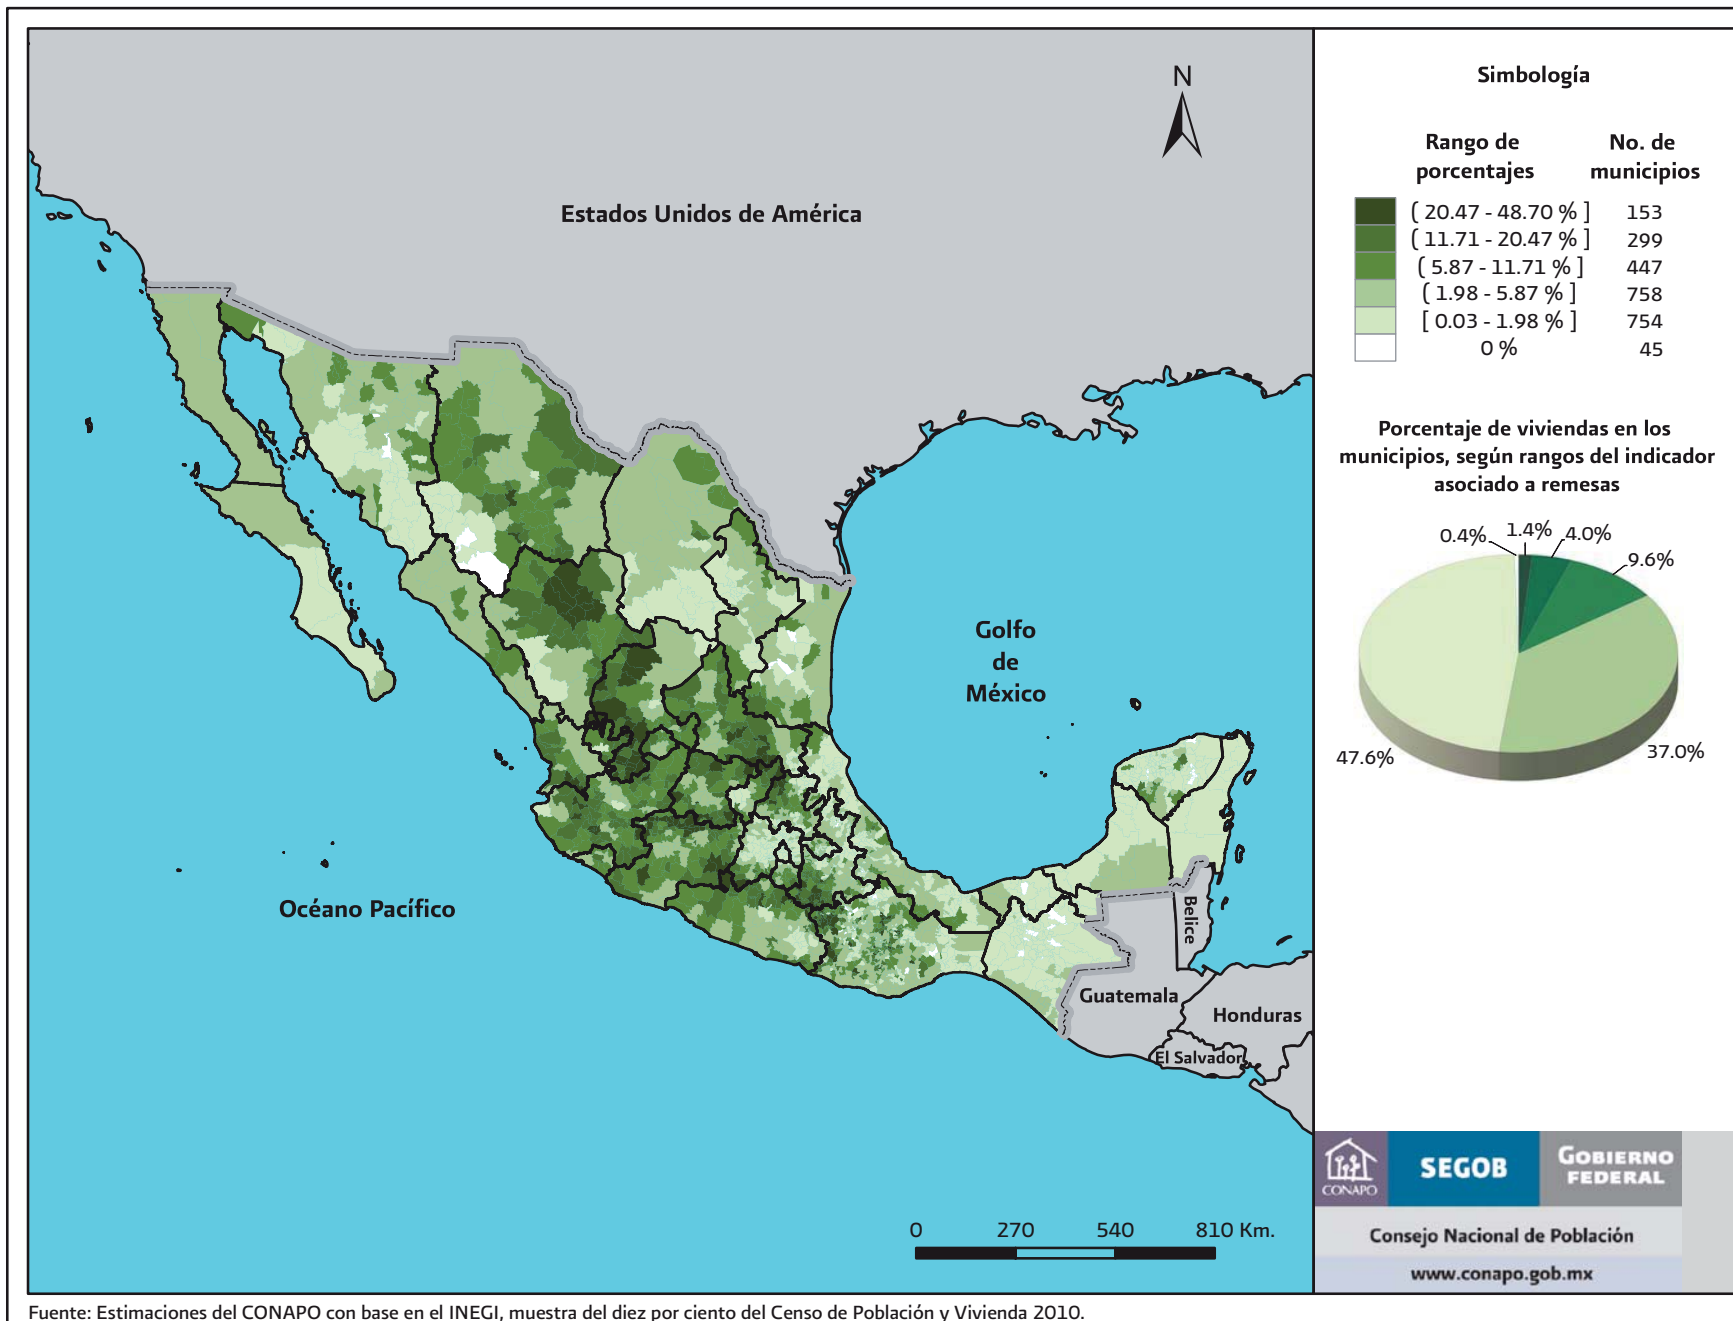 N
Estados Unidos de América
Golfo
de
México
Océano Pacífico
Belice
Guatemala
Honduras
El Salvador
0 270 540 810 Km.
Simbología
Rango de porcentajes No. de municipios
( 20.47 - 48.70 % ] 153
( 11.71 - 20.47 % ] 299
( 5.87 - 11.71 % ] 447
( 1.98 - 5.87 % ] 758
[ 0.03 - 1.98 % ] 754
0 % 45
Porcentaje de viviendas en los
municipios, según rangos del indicador
asociado a remesas
0.4% 1.4% 4.0%
9.6%
47.6% 37.0%
CONAPO
SEGOB
GOBIERNO
FEDERAL
Consejo Nacional de Población
www.conapo.gob.mx
Fuente: Estimaciones del CONAPO con base en el INEGI, muestra del diez por ciento del Censo de Población y Vivienda 2010.